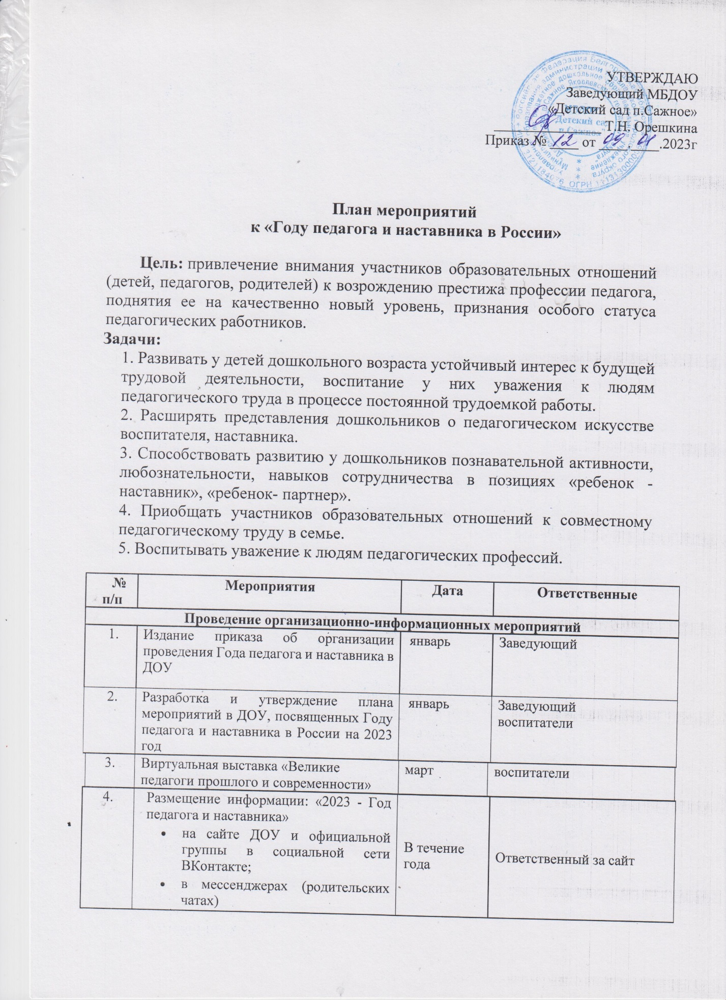 УТВЕРЖДАЮ
Заведующий МБДОУ
«Детский сад п.Сажное»
Т.Н. Орешкина
Приказ № 12 от 09.01.2023г
Детский сад
п.Сажное"
ОГРН
План мероприятий
к «Году педагога и наставника в России»
Цель: привлечение внимания участников образовательных отношений
(детей, педагогов, родителей) к возрождению престижа профессии педагога,
поднятия ее на качественно новый уровень, признания особого статуса
педагогических работников.
Задачи:
1. Развивать у детей дошкольного возраста устойчивый интерес к будущей
трудовой деятельности, воспитание у них уважения к людям
педагогического труда в процессе постоянной трудоемкой работы.
2. Расширять представления дошкольников о педагогическом искусстве
воспитателя, наставника.
3. Способствовать развитию у дошкольников познавательной активности,
любознательности, навыков сотрудничества в позициях «ребенок -
наставник», «ребенок- партнер».
4. Приобщать участников образовательных отношений к совместному
педагогическому труду в семье.
5. Воспитывать уважение к людям педагогических профессий.
№ п/п Мероприятия Дата Ответственные
Проведение организационно-информационных мероприятий
1. Издание приказа об организации январь Заведующий
проведения Года педагога и наставника в
ДОУ
2. Разработка и утверждение плана январь Заведующий
мероприятий в ДОУ, посвященных Году воспитатели
педагога и наставника в России на 2023
год
3. Виртуальная выставка «Великие март воспитатели
педагоги прошлого и современности»
4. Размещение информации: «2023 - Год
педагога и наставника»
• на сайте ДОУ и официальной
группы в социальной сети
ВКонтакте;
• в мессенджерах (родительских
чатах)
В течение
года
Ответственный за сайт